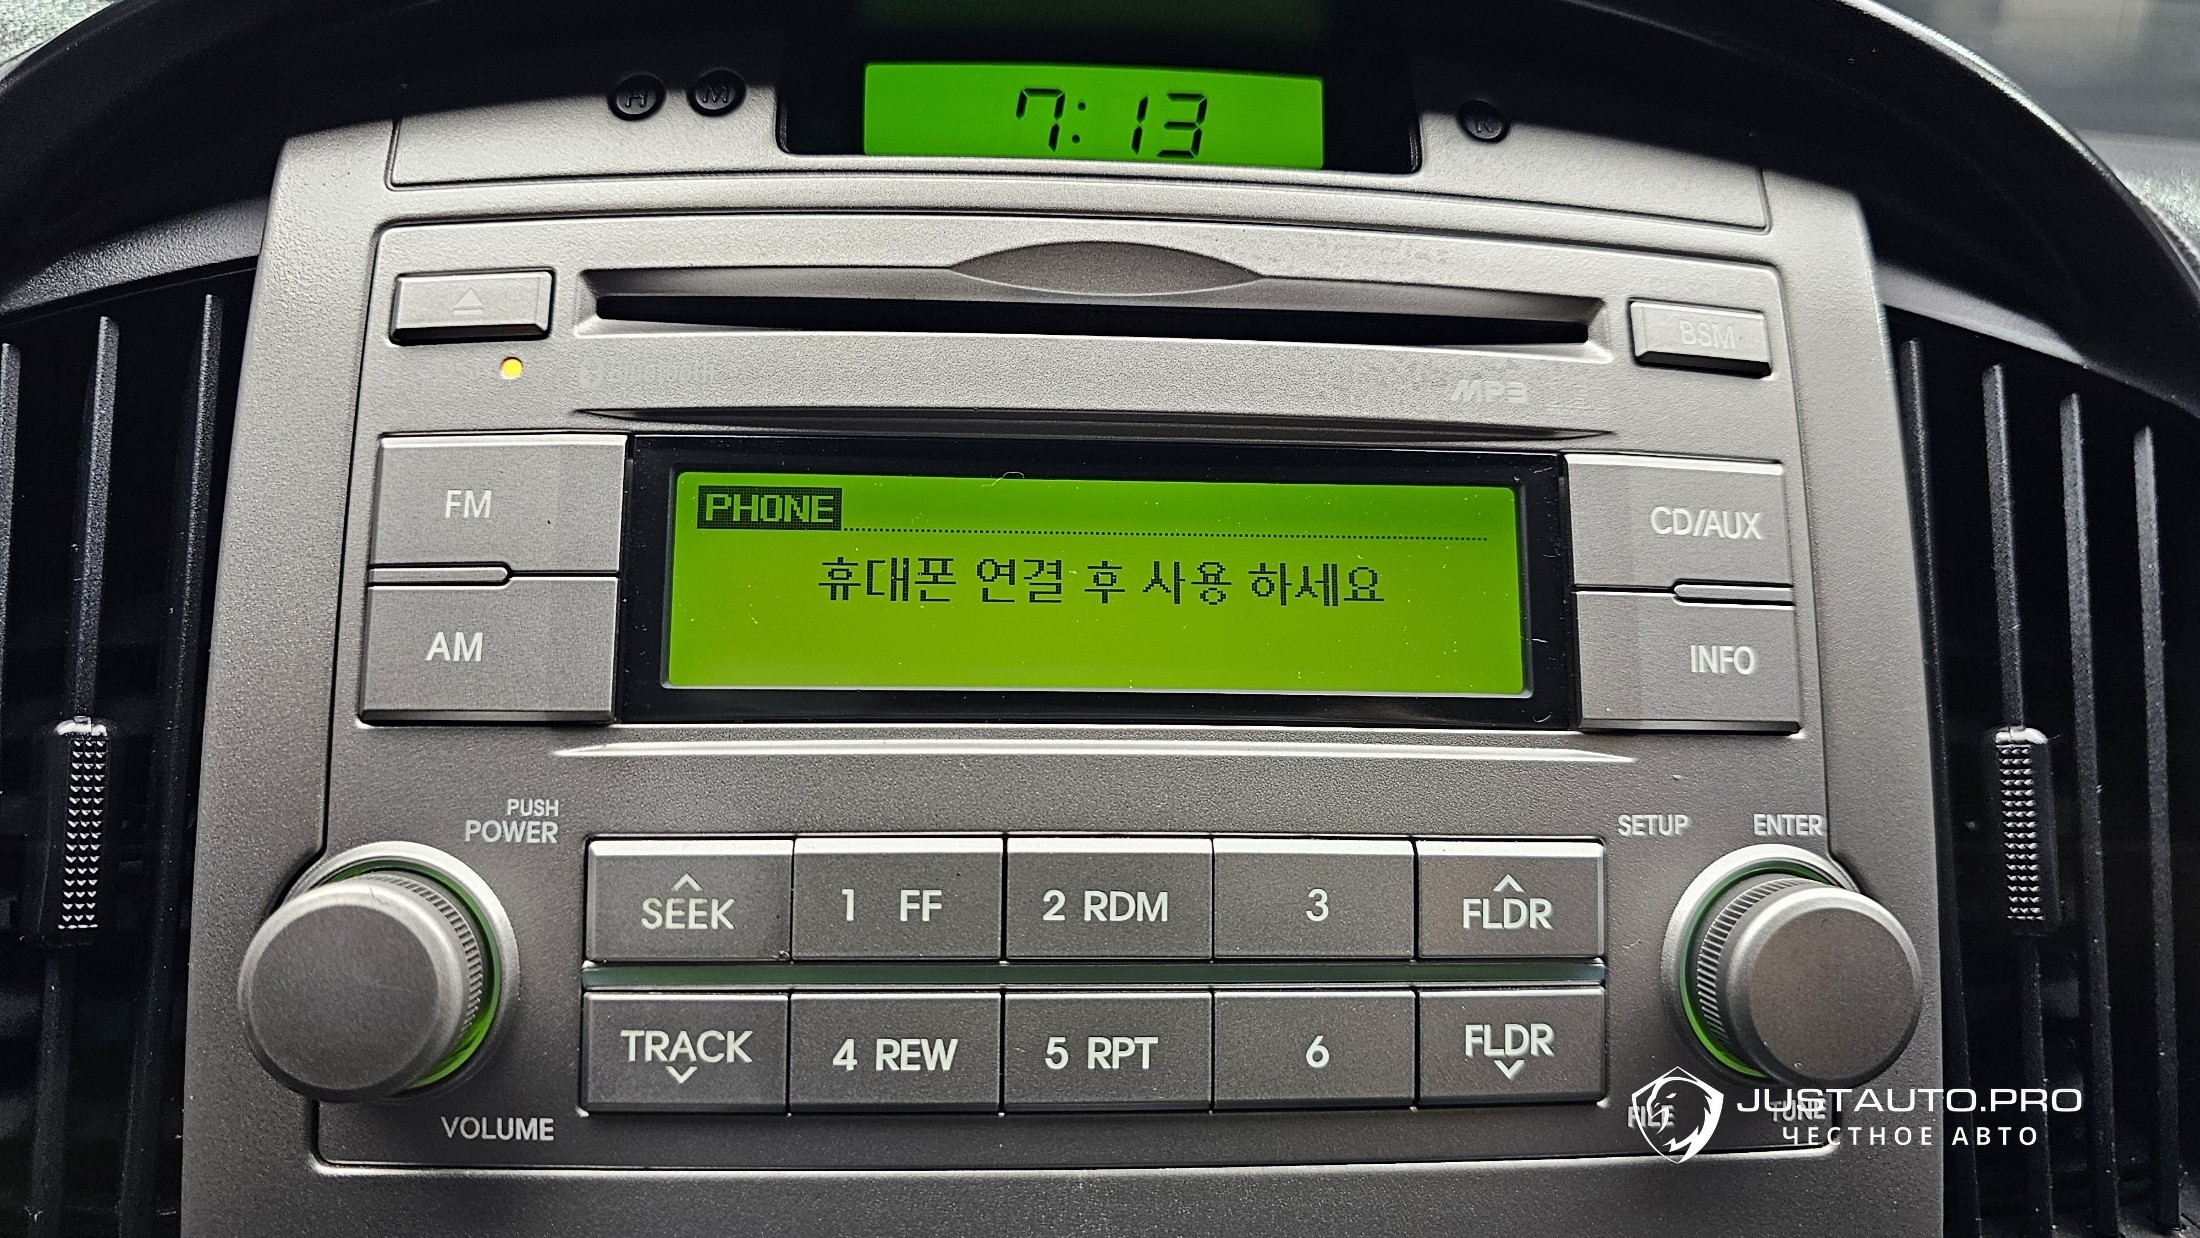 H M
7:13
R
BSM
MP3
FM
PHONE
CD/AUX
휴대폰 연결 후 사용 하세요
AM
INFO
PUSH
POWER
SETUP
ENTER
SEEK
1 FF
2 RDM
3
FLDR
TRACK
4 REW
5 RPT
6
FLDR
VOLUME
FILE
TUNE
JUSTAUTO.PRO
ЧЕСТНОЕ АВТО